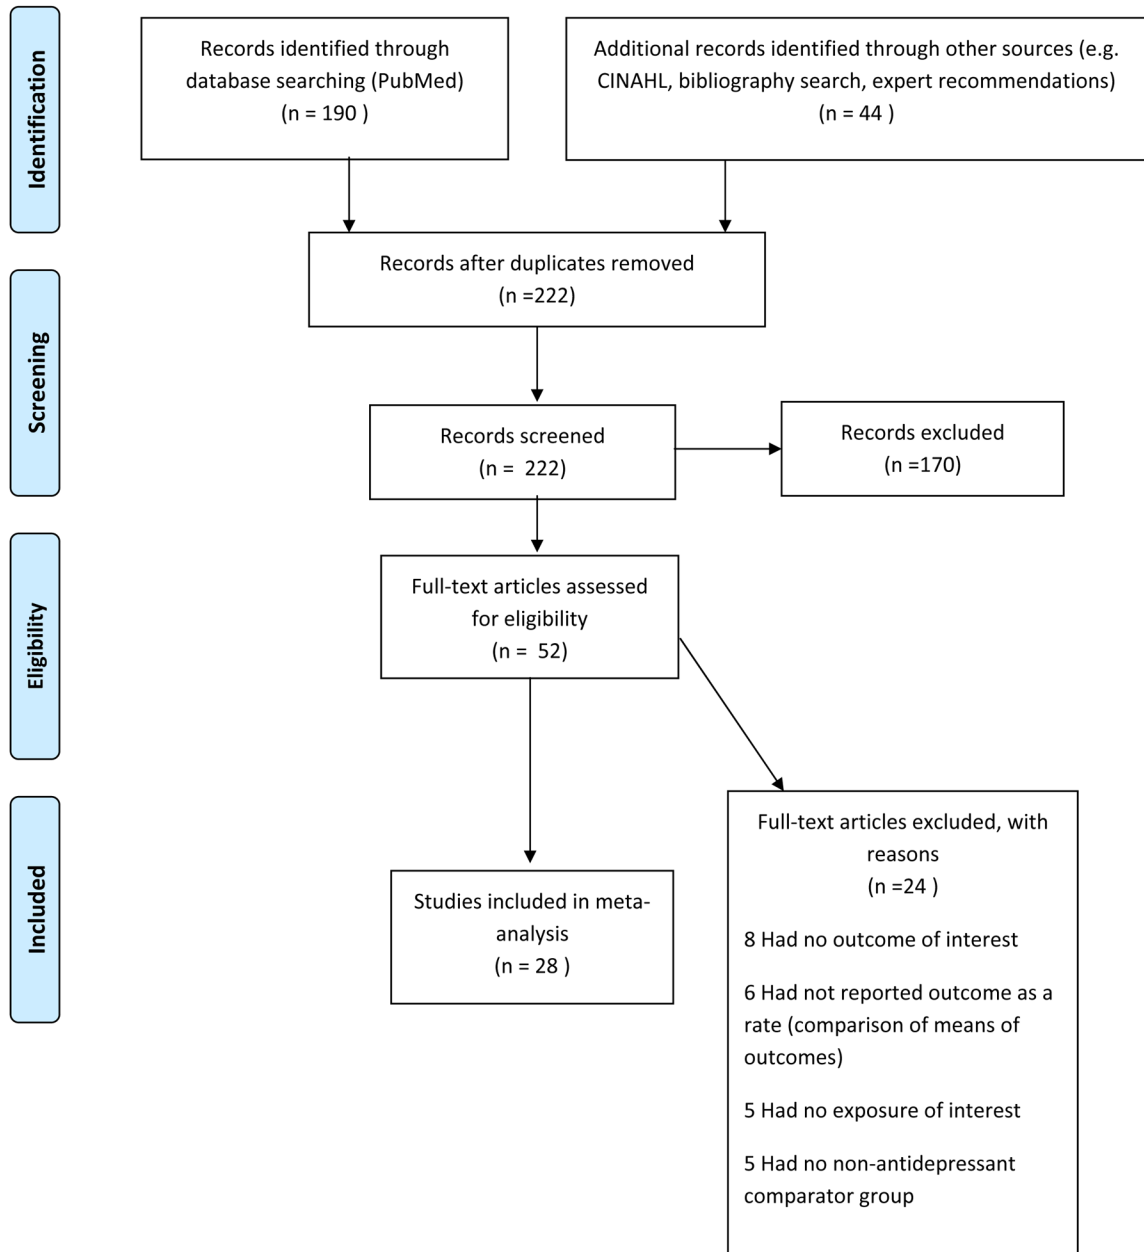 Identification
Records identified through
database searching (PubMed)
(n = 190 )
Additional records identified through other sources (e.g.
CINAHL, bibliography search, expert recommendations)
(n = 44 )
Records after duplicates removed
(n =222)
Screening
Records screened
(n =  222)
Records excluded
(n =170)
Eligibility
Full-text articles assessed
for eligibility
(n =  52)
Included
Studies included in meta-
analysis
(n = 28 )
Full-text articles excluded, with
reasons
(n =24 )
8 Had no outcome of interest
6 Had not reported outcome as a
rate (comparison of means of
outcomes)
5 Had no exposure of interest
5 Had no non-antidepressant
comparator group